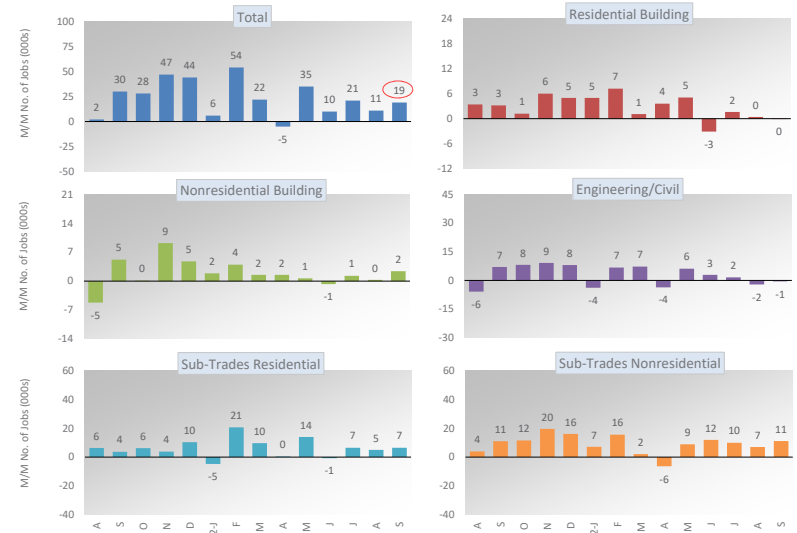 Total
M/M No. of Jobs (000s)
100
75
50
25
0
-25
-50
2 30 28 47 44 6 54 22 -5 35 10 21 11 19
Residential Building
24
18
12
6
0
-6
-12
3 3 1 6 5 5 7 1 4 5 -3 2 0 0
Nonresidential Building
M/M No. of Jobs (000s)
21
14
7
0
-7
-14
-5 5 0 9 5 2 4 2 2 1 -1 1 0 2
Engineering/Civil
45
30
15
0
-15
-30
-6 7 8 9 8 -4 7 7 -4 6 3 2 -2 -1
Sub-Trades Residential
M/M No. of Jobs (000s)
60
40
20
0
-20
-40
6 4 6 4 10 -5 21 10 0 14 -1 7 5 7
A S O N D 2-J F M A M J J A S
Sub-Trades Nonresidential
60
40
20
0
-20
-40
4 11 12 20 16 7 16 2 -6 9 12 10 7 11
A S O N D 2-J F M A M J J A S